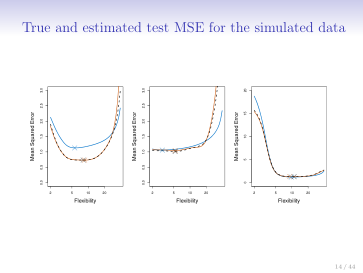 True and estimated test MSE for the simulated data
Mean Squared Error
Flexibility
Mean Squared Error
Flexibility
Mean Squared Error
Flexibility
14 / 44